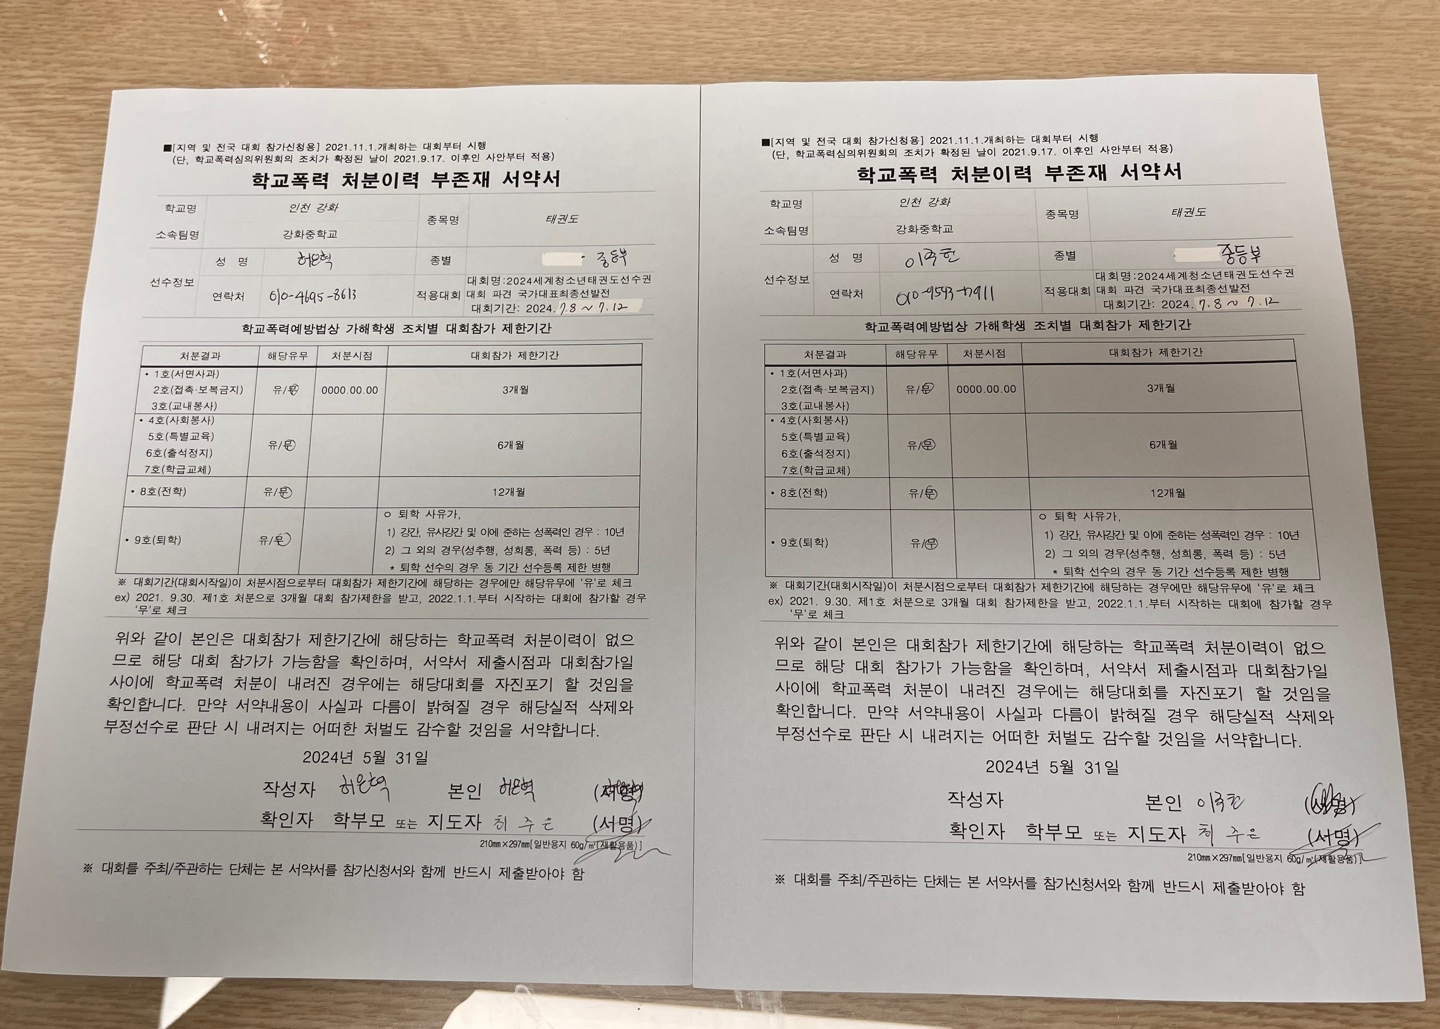 ■[지역 및 전국 대회 참가신청용] 2021.11.1.개최하는 대회부터 시행
(단, 학교폭력심의위원회의 조치가 확정된 날이 2021.9.17. 이후인 사안부터 적용)
학교폭력 처분이력 부존재 서약서
학교명 인천 강화 종목명 태권도
소속팀명 강화중학교
선수정보 성 명 종별 중등부
연락처 010-4695-3613 적용대회 대회명:2024세계청소년태권도선수권
대회 파견 국가대표최종선발전
대회기간: 2024. 7.8 ~ 7.12
학교폭력예방법상 가해학생 조치별 대회참가 제한기간
처분결과 해당유무 처분시점 대회참가 제한기간
• 1호(서면사과)
2호(접촉·보복금지) 유/무 0000.00.00 3개월
3호(교내봉사)
• 4호(사회봉사)
5호(특별교육) 유/무 6개월
6호(출석정지)
7호(학급교체)
• 8호(전학) 유/무 12개월
• 9호(퇴학) 유/무 ㅇ 퇴학 사유가,
1) 강간, 유사강간 및 이에 준하는 성폭력인 경우 : 10년
2) 그 외의 경우(성추행, 성희롱, 폭력 등) : 5년
* 퇴학 선수의 경우 동 기간 선수등록 제한 병행
※ 대회기간(대회시작일)이 처분시점으로부터 대회참가 제한기간에 해당하는 경우에만 해당유무에 '유'로 체크
ex) 2021. 9.30. 제1호 처분으로 3개월 대회 참가제한을 받고, 2022.1.1.부터 시작하는 대회에 참가할 경우
'무'로 체크
위와 같이 본인은 대회참가 제한기간에 해당하는 학교폭력 처분이력이 없으
므로 해당 대회 참가가 가능함을 확인하며, 서약서 제출시점과 대회참가일
사이에 학교폭력 처분이 내려진 경우에는 해당대회를 자진포기 할 것임을
확인합니다. 만약 서약내용이 사실과 다름이 밝혀질 경우 해당실적 삭제와
부정선수로 판단 시 내려지는 어떠한 처벌도 감수할 것임을 서약합니다.
2024년 5월 31일
작성자 본인 (서명)
확인자 학부모 또는 지도자 최 주 은 (서명)
210mm×297mm[일반용지 60g/㎡(재활용품)]
※ 대회를 주최/주관하는 단체는 본 서약서를 참가신청서와 함께 반드시 제출받아야 함
■[지역 및 전국 대회 참가신청용] 2021.11.1.개최하는 대회부터 시행
(단, 학교폭력심의위원회의 조치가 확정된 날이 2021.9.17. 이후인 사안부터 적용)
학교폭력 처분이력 부존재 서약서
학교명 인천 강화 종목명 태권도
소속팀명 강화중학교
선수정보 성 명 종별 중등부
연락처 적용대회 대회명:2024세계청소년태권도선수권
대회 파견 국가대표최종선발전
대회기간: 2024. 7.8 ~ 7.12
학교폭력예방법상 가해학생 조치별 대회참가 제한기간
처분결과 해당유무 처분시점 대회참가 제한기간
• 1호(서면사과)
2호(접촉·보복금지) 유/무 0000.00.00 3개월
3호(교내봉사)
• 4호(사회봉사)
5호(특별교육) 유/무 6개월
6호(출석정지)
7호(학급교체)
• 8호(전학) 유/무 12개월
• 9호(퇴학) 유/무 ㅇ 퇴학 사유가,
1) 강간, 유사강간 및 이에 준하는 성폭력인 경우 : 10년
2) 그 외의 경우(성추행, 성희롱, 폭력 등) : 5년
* 퇴학 선수의 경우 동 기간 선수등록 제한 병행
※ 대회기간(대회시작일)이 처분시점으로부터 대회참가 제한기간에 해당하는 경우에만 해당유무에 '유'로 체크
ex) 2021. 9.30. 제1호 처분으로 3개월 대회 참가제한을 받고, 2022.1.1.부터 시작하는 대회에 참가할 경우
'무'로 체크
위와 같이 본인은 대회참가 제한기간에 해당하는 학교폭력 처분이력이 없으
므로 해당 대회 참가가 가능함을 확인하며, 서약서 제출시점과 대회참가일
사이에 학교폭력 처분이 내려진 경우에는 해당대회를 자진포기 할 것임을
확인합니다. 만약 서약내용이 사실과 다름이 밝혀질 경우 해당실적 삭제와
부정선수로 판단 시 내려지는 어떠한 처벌도 감수할 것임을 서약합니다.
2024년 5월 31일
작성자 본인 (서명)
확인자 학부모 또는 지도자 최 주 은 (서명)
210mm×297mm[일반용지 60g/㎡(재활용품)]
※ 대회를 주최/주관하는 단체는 본 서약서를 참가신청서와 함께 반드시 제출받아야 함